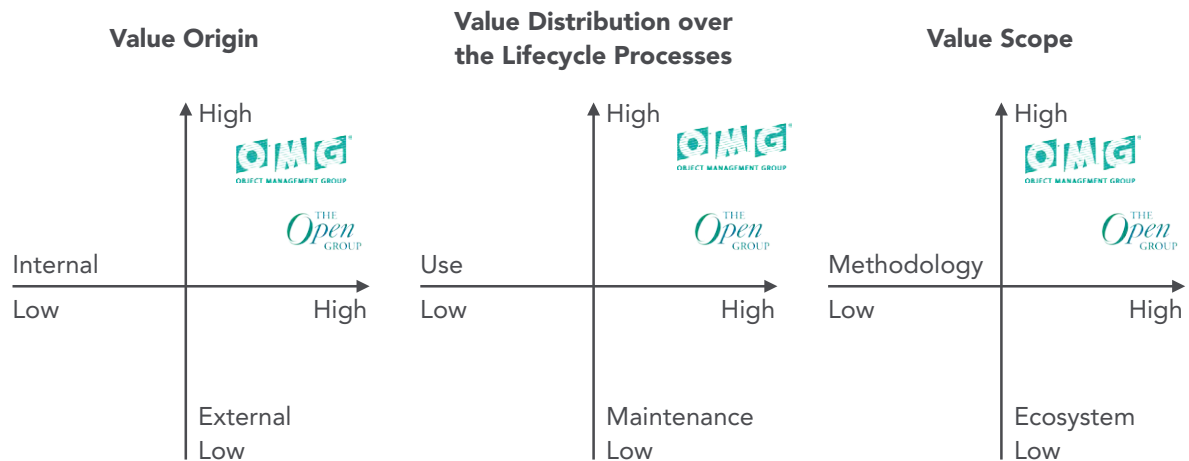 Value Origin
High
OMG®
OBJECT MANAGEMENT GROUP
THE
Open
GROUP
Internal
Low
High
External
Low
Value Distribution over
the Lifecycle Processes
High
OMG®
OBJECT MANAGEMENT GROUP
THE
Open
GROUP
Use
Low
High
Maintenance
Low
Value Scope
High
OMG®
OBJECT MANAGEMENT GROUP
THE
Open
GROUP
Methodology
Low
High
Ecosystem
Low